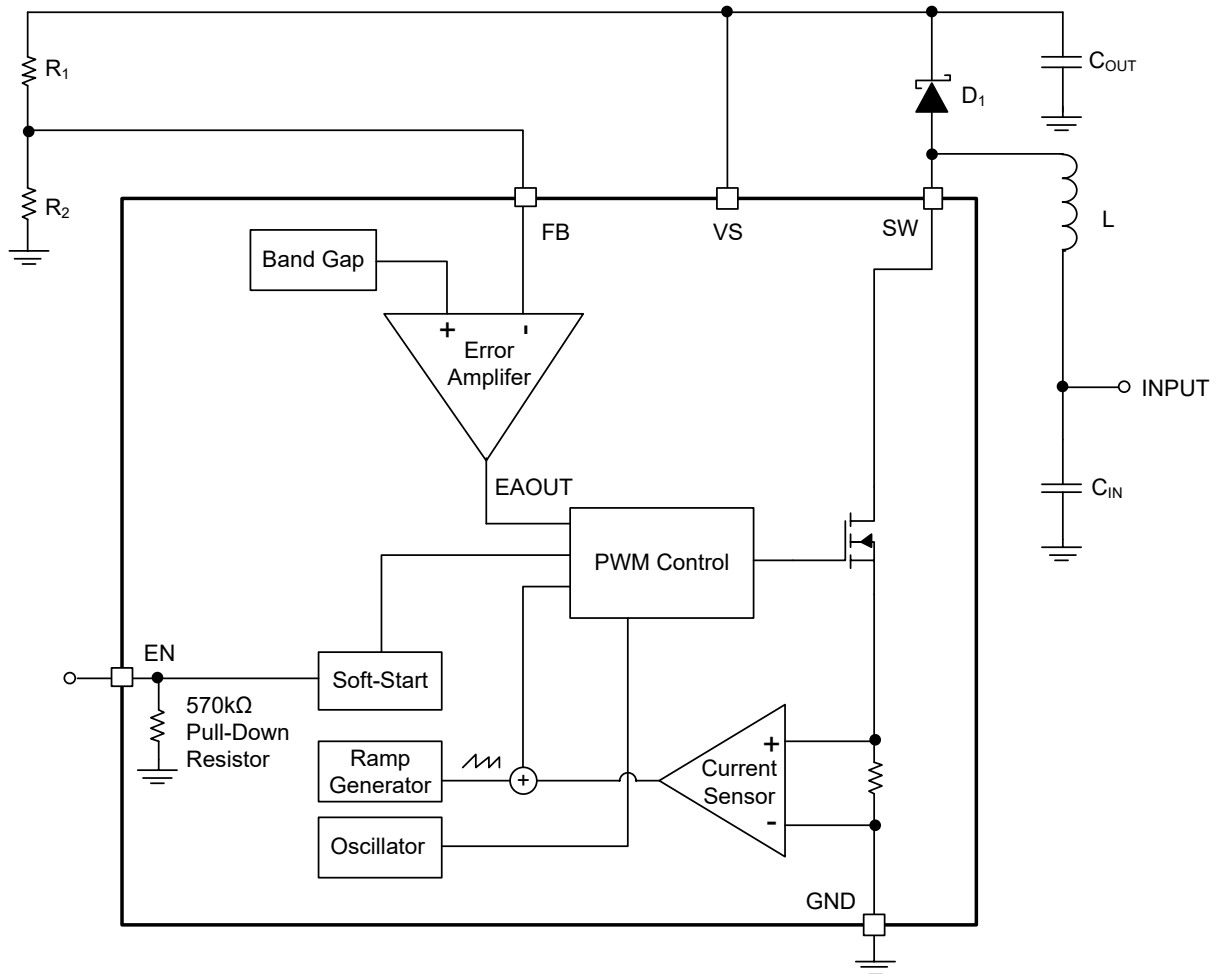 R1
COUT
D1
R2
FB
VS
SW
L
Band Gap
+
-
Error
Amplifer
INPUT
EAOUT
CIN
PWM Control
EN
Soft-Start
570kΩ
Pull-Down
Resistor
Ramp
Generator
+
+
Current
Sensor
-
Oscillator
GND